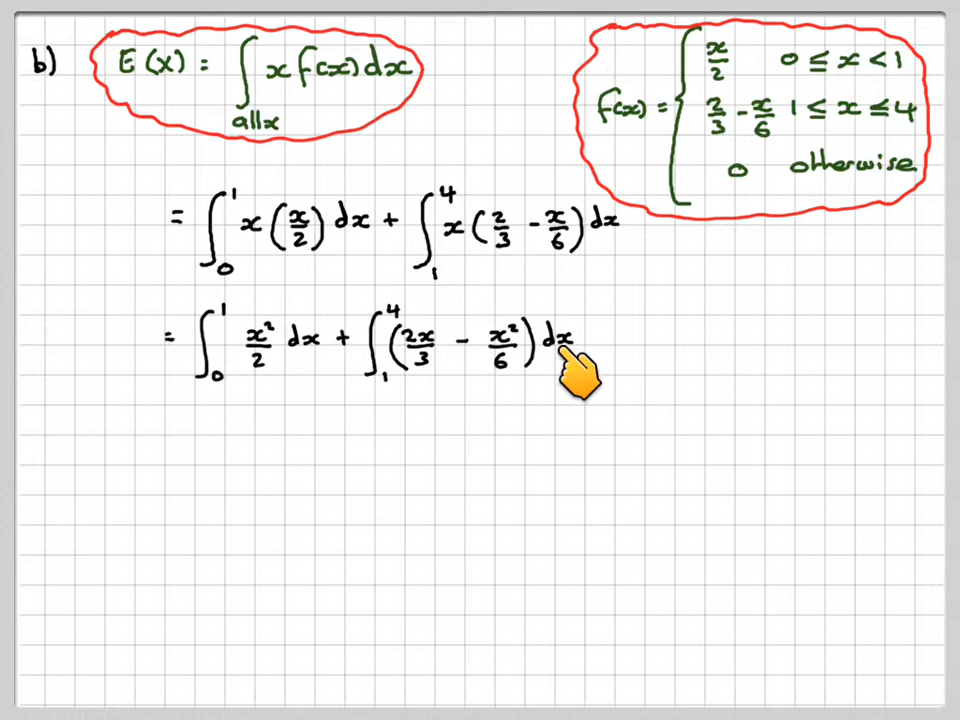 b) E(x) = ∫ x f(x) dx
all x
f(x) = { x/2 0 ≤ x < 1
2/3 - x/6 1 ≤ x ≤ 4
0 otherwise
= ∫₀¹ x (x/2) dx + ∫₁⁴ x (2/3 - x/6) dx
= ∫₀¹ x²/2 dx + ∫₁⁴ (2x/3 - x²/6) dx